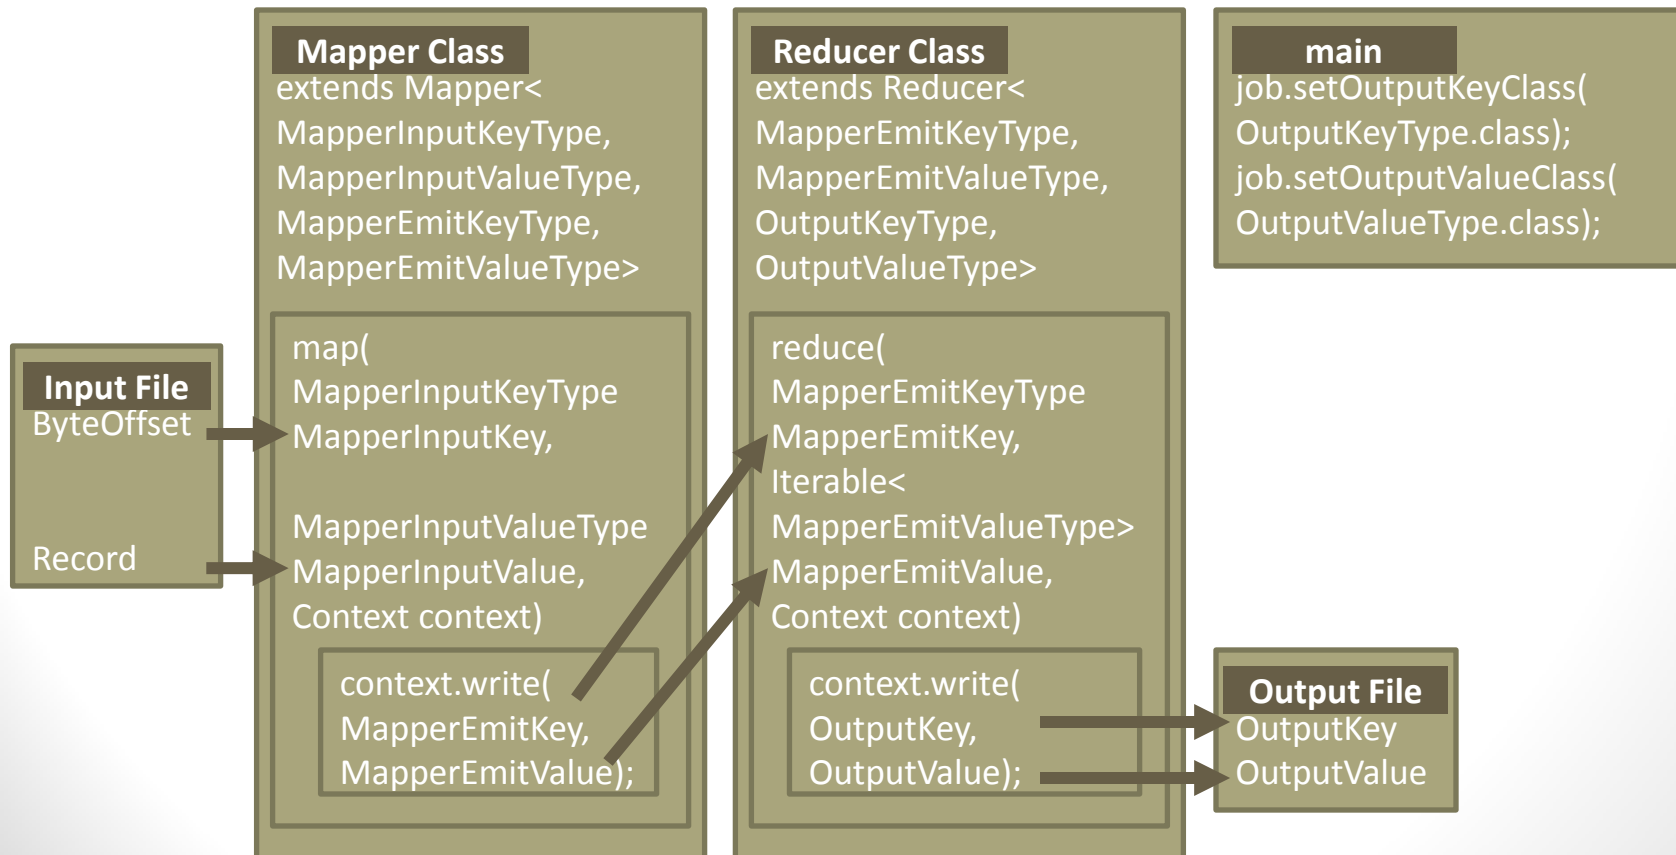 Input File
ByteOffset
Record
Mapper Class
extends Mapper<
MapperInputKeyType,
MapperInputValueType,
MapperEmitKeyType,
MapperEmitValueType>
map(
MapperInputKeyType
MapperInputKey,
MapperInputValueType
MapperInputValue,
Context context)
context.write(
MapperEmitKey,
MapperEmitValue);
Reducer Class
extends Reducer<
MapperEmitKeyType,
MapperEmitValueType,
OutputKeyType,
OutputValueType>
reduce(
MapperEmitKeyType
MapperEmitKey,
Iterable<
MapperEmitValueType>
MapperEmitValue,
Context context)
context.write(
OutputKey,
OutputValue);
main
job.setOutputKeyClass(
OutputKeyType.class);
job.setOutputValueClass(
OutputValueType.class);
Output File
OutputKey
OutputValue